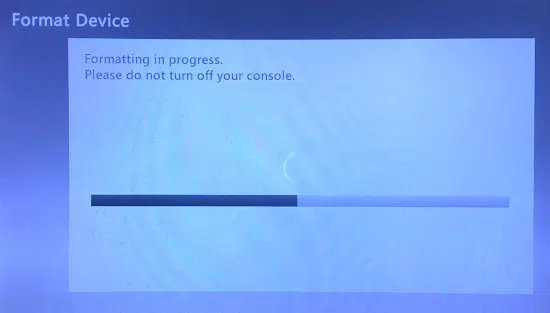 Format Device
Formatting in progress.
Please do not turn off your console.